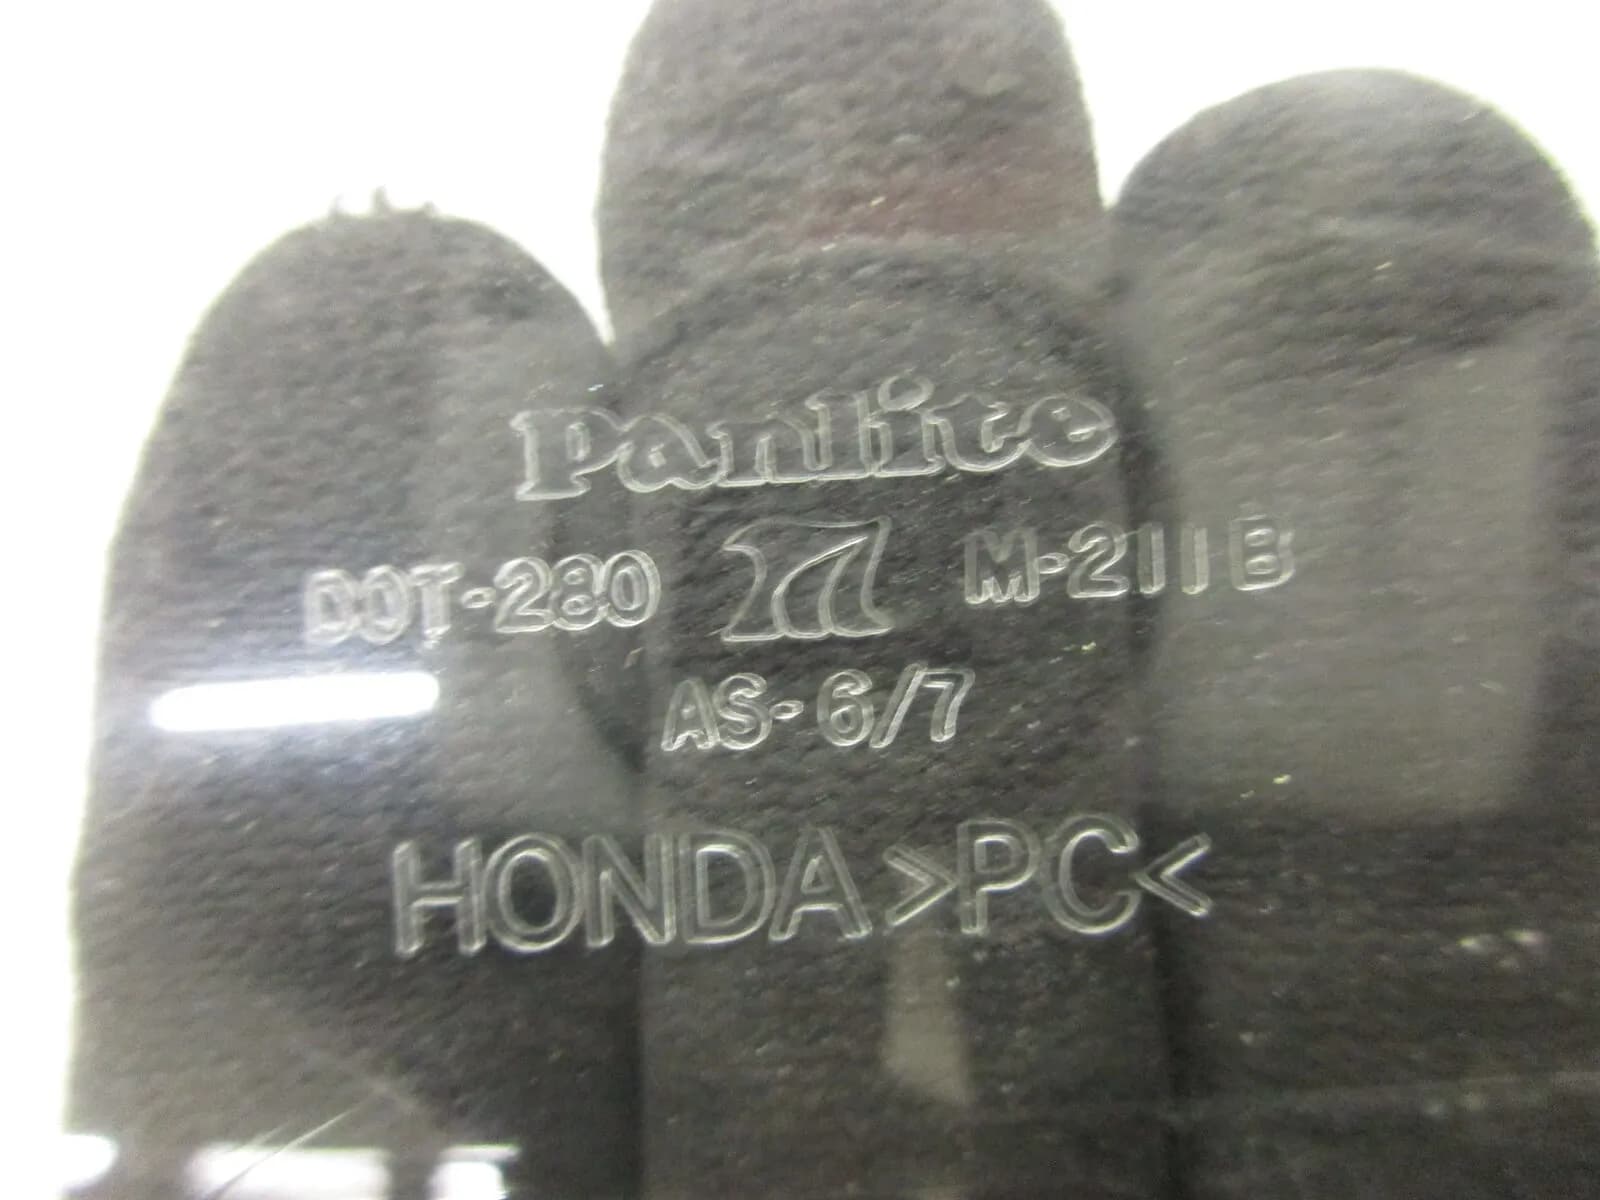 Panlite
DOT-280 M-211B
AS-6/7
HONDA >PC<